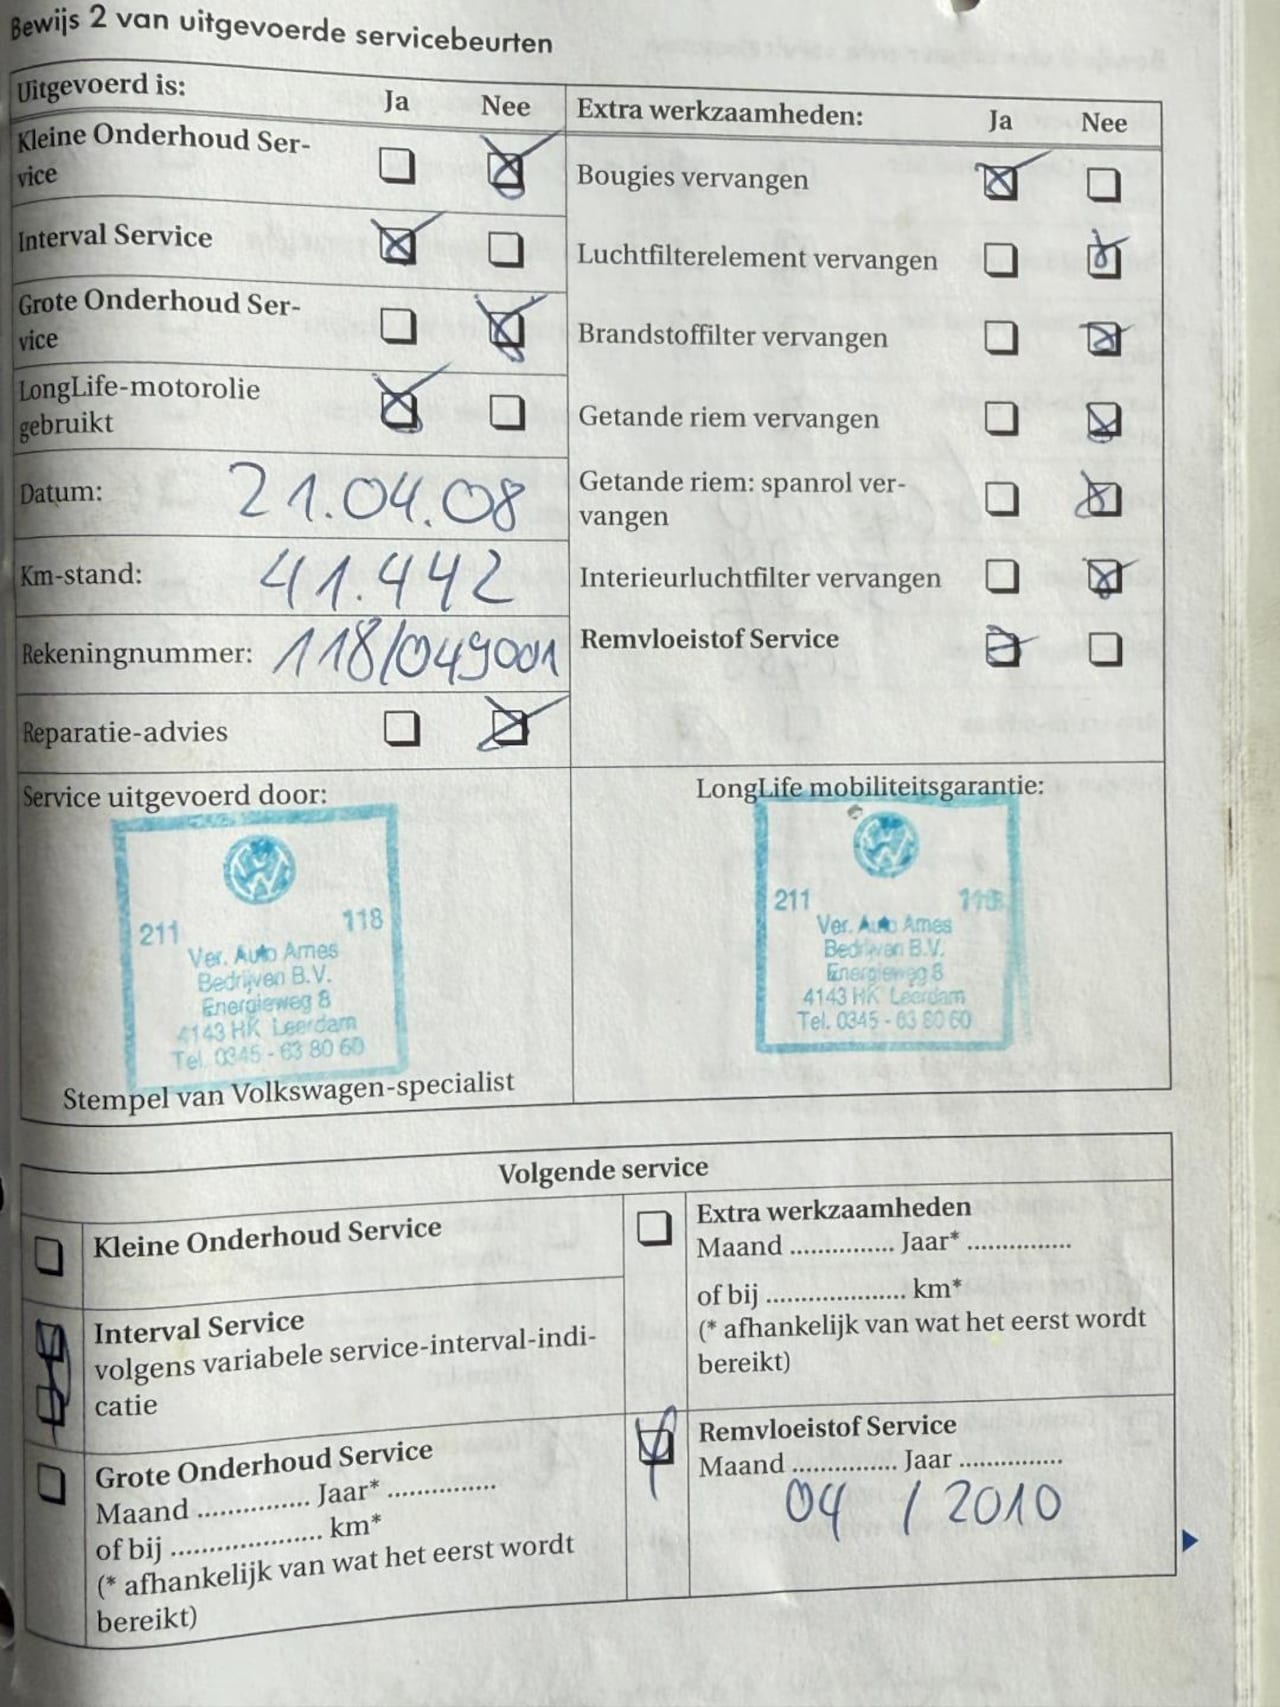 Bewijs 2 van uitgevoerde servicebeurten
Uitgevoerd is:
Ja
Nee
Kleine Onderhoud Ser-
vice
Interval Service
Grote Onderhoud Ser-
vice
LongLife-motorolie
gebruikt
Datum: 21.04.08
Km-stand: 41.442
Rekeningnummer: 118/049001
Reparatie-advies
Extra werkzaamheden:
Ja
Nee
Bougies vervangen
Luchtfilterelement vervangen
Brandstoffilter vervangen
Getande riem vervangen
Getande riem: spanrol ver-
vangen
Interieurluchtfilter vervangen
Remvloeistof Service
Service uitgevoerd door:
211 118
Ver. Auto Ames
Bedrijven B.V.
Energieweg 8
4143 HK Leerdam
Tel. 0345 - 63 80 60
Stempel van Volkswagen-specialist
LongLife mobiliteitsgarantie:
211 118
Ver. Auto Ames
Bedrijven B.V.
Energieweg 8
4143 HK Leerdam
Tel. 0345 - 63 80 60
Volgende service
Kleine Onderhoud Service
Interval Service
volgens variabele service-interval-indi-
catie
Grote Onderhoud Service
Maand ............... Jaar* ...............
of bij .................... km*
(* afhankelijk van wat het eerst wordt
bereikt)
Extra werkzaamheden
Maand ............... Jaar* ...............
of bij .................... km*
(* afhankelijk van wat het eerst wordt
bereikt)
Remvloeistof Service
Maand ............... Jaar ...............
04 / 2010